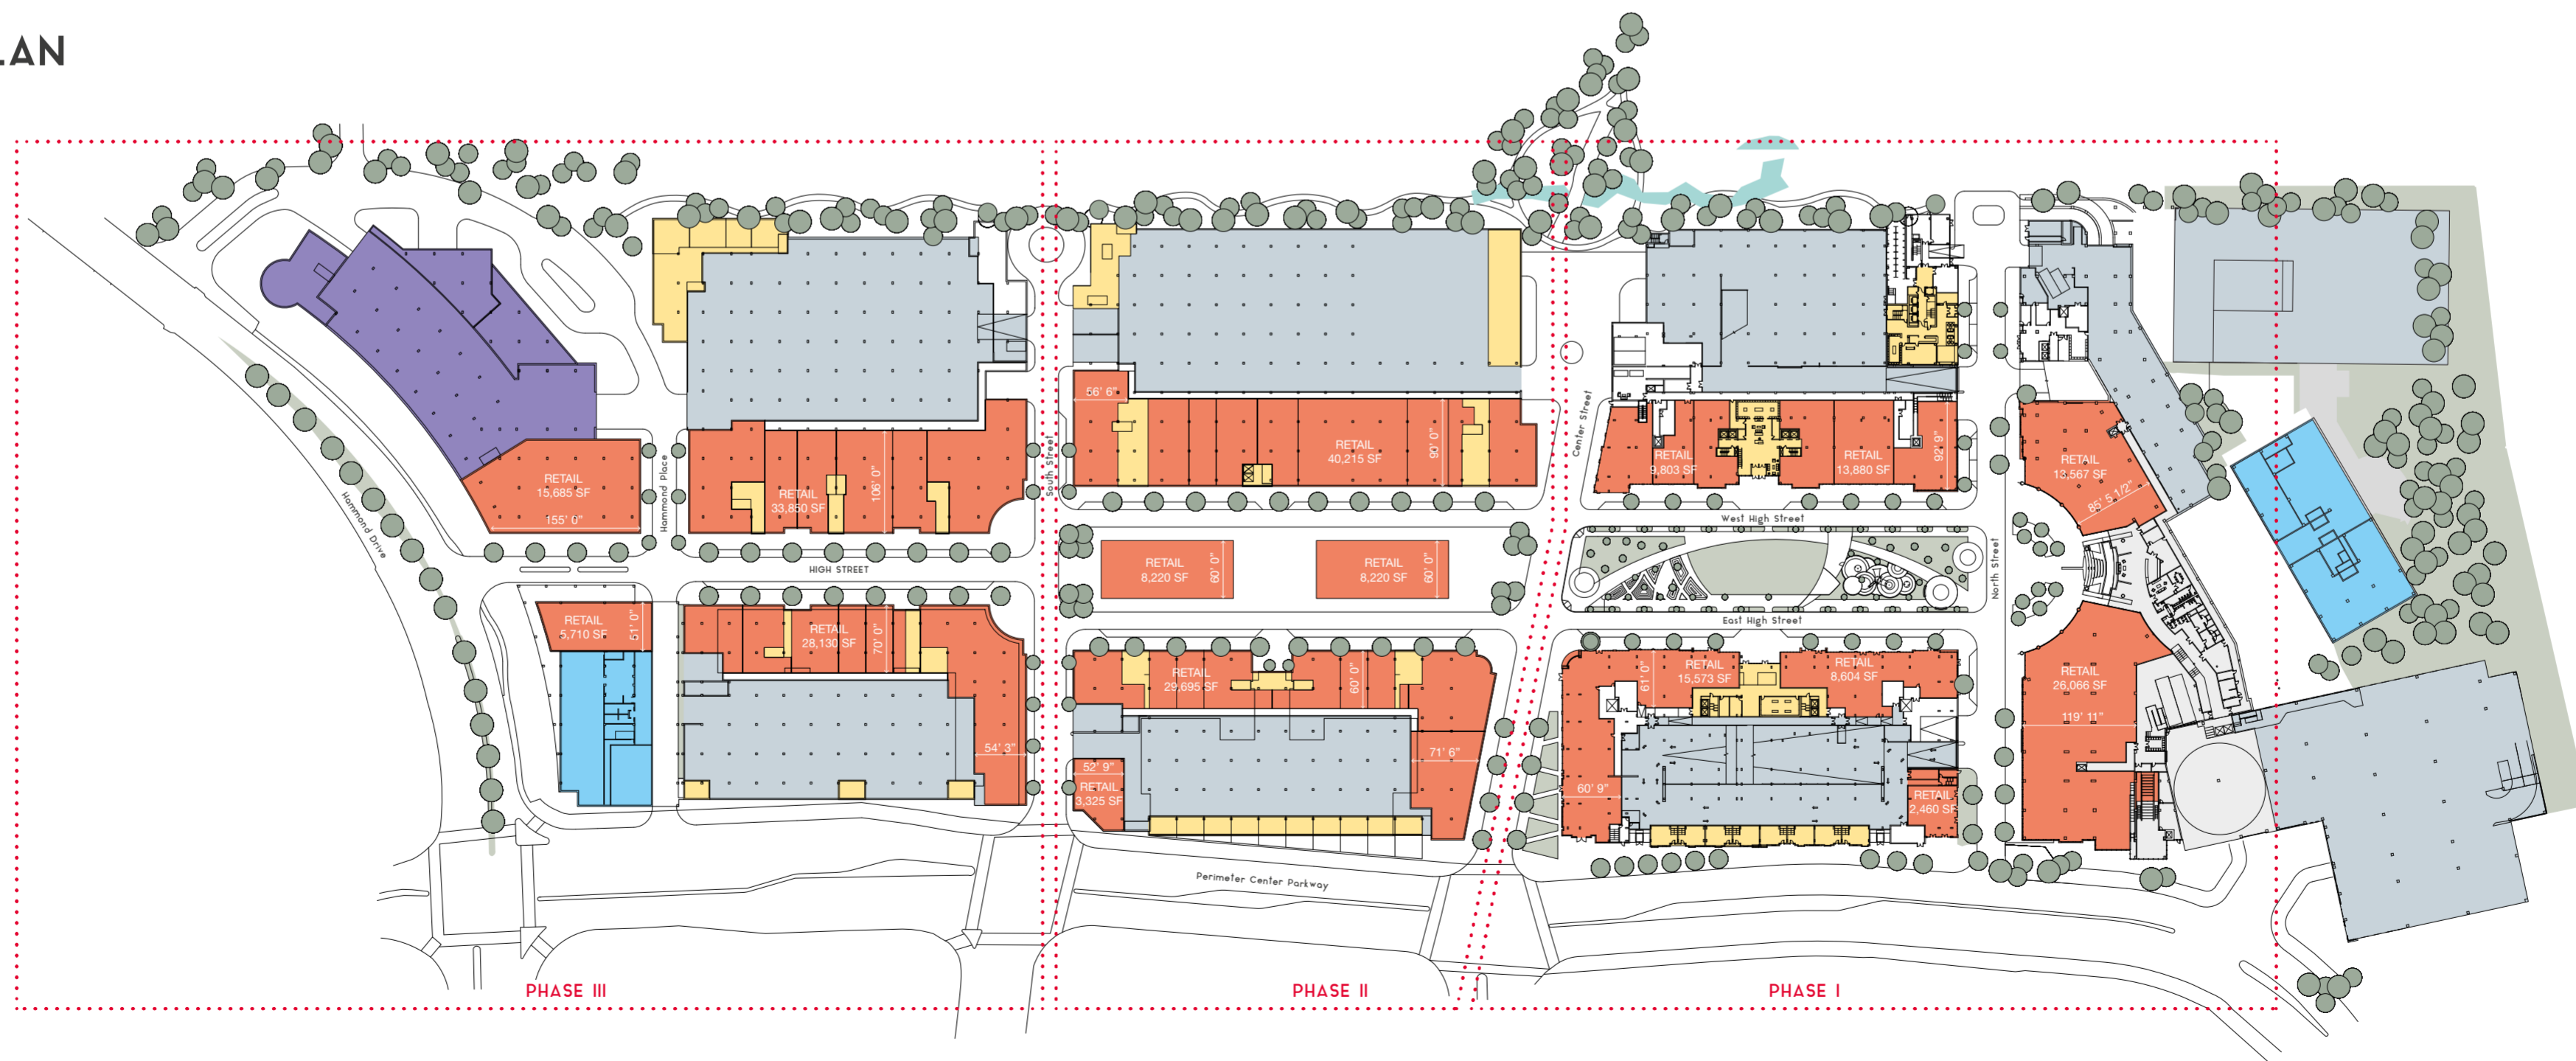 .AN
56' 6"
RETAIL
40,215 SF
90' 0"
RETAIL
9,803 SF
RETAIL
13,880 SF
92' 9"
Center Street
RETAIL
13,567 SF
85' 5 1/2"
RETAIL
15,685 SF
155' 0"
Hammond Place
RETAIL
33,850 SF
106' 0"
South Street
Hammond Drive
West High Street
HIGH STREET
RETAIL
8,220 SF
60' 0"
RETAIL
8,220 SF
60' 0"
North Street
East High Street
RETAIL
5,710 SF
51' 0"
RETAIL
28,130 SF
70' 0"
54' 3"
RETAIL
29,695 SF
60' 0"
71' 6"
52' 9"
RETAIL
3,325 SF
61' 0"
RETAIL
15,573 SF
RETAIL
8,604 SF
60' 9"
RETAIL
2,460 SF
RETAIL
26,066 SF
119' 11"
Perimeter Center Parkway
PHASE III
PHASE II
PHASE I